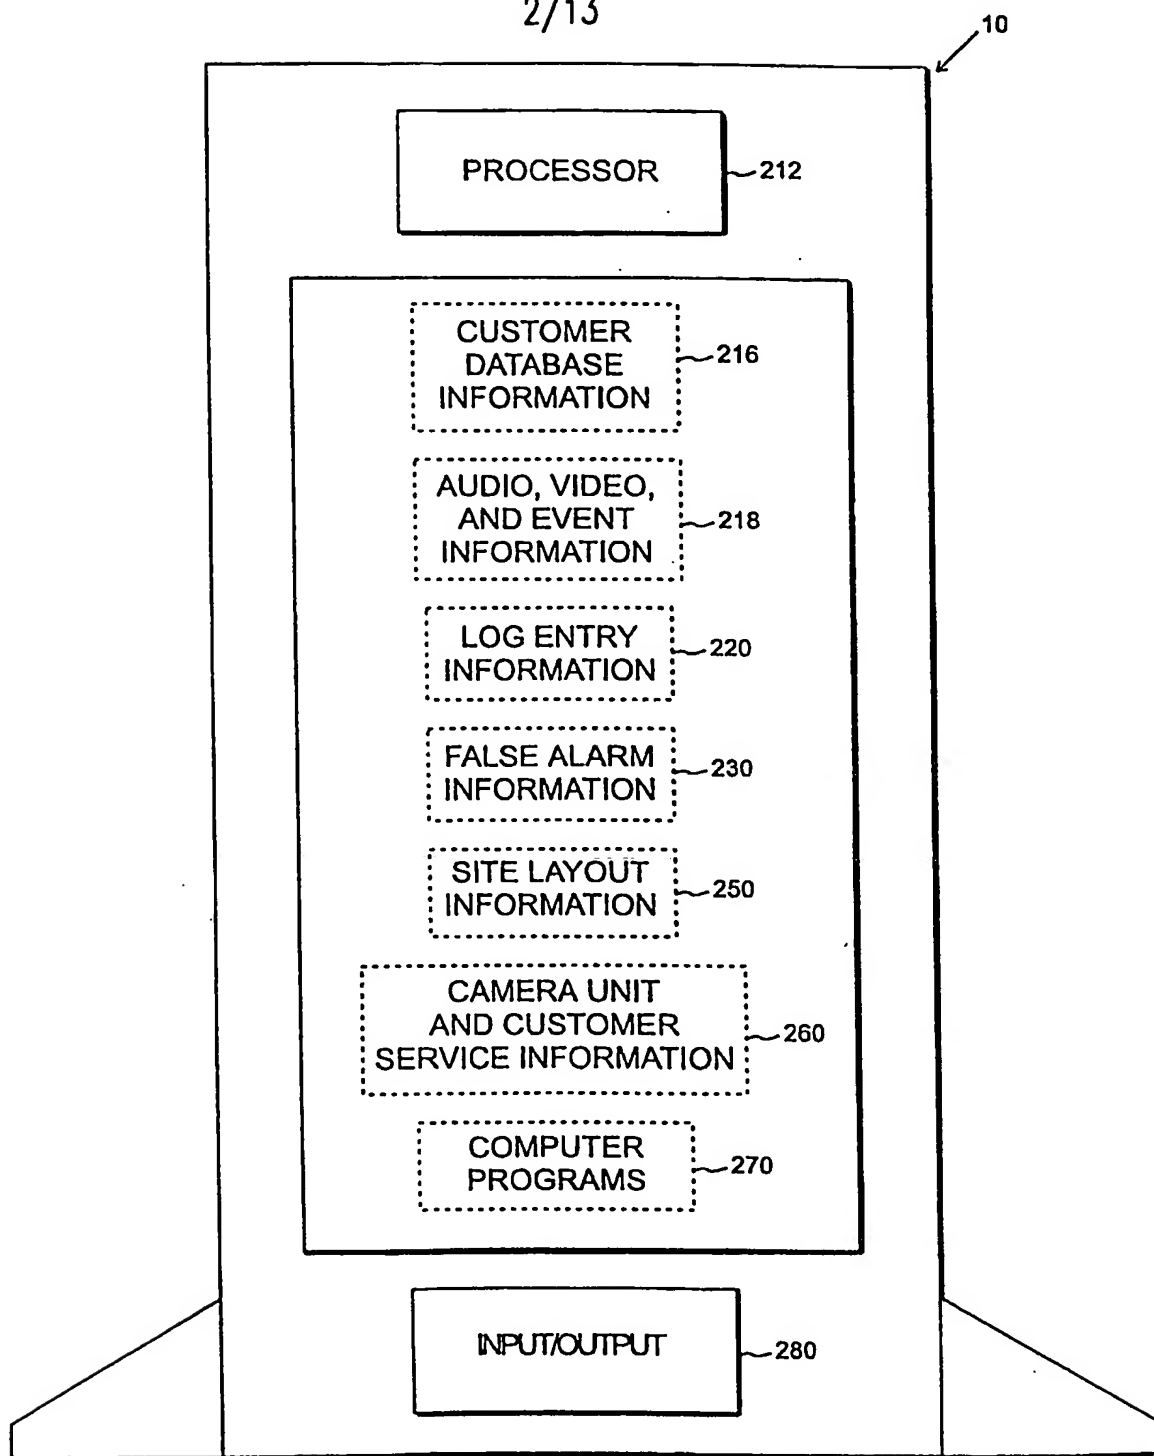 2/13
10
PROCESSOR
212
CUSTOMER
DATABASE
INFORMATION
216
AUDIO, VIDEO,
AND EVENT
INFORMATION
218
LOG ENTRY
INFORMATION
220
FALSE ALARM
INFORMATION
230
SITE LAYOUT
INFORMATION
250
CAMERA UNIT
AND CUSTOMER
SERVICE INFORMATION
260
COMPUTER
PROGRAMS
270
INPUT/OUTPUT
280